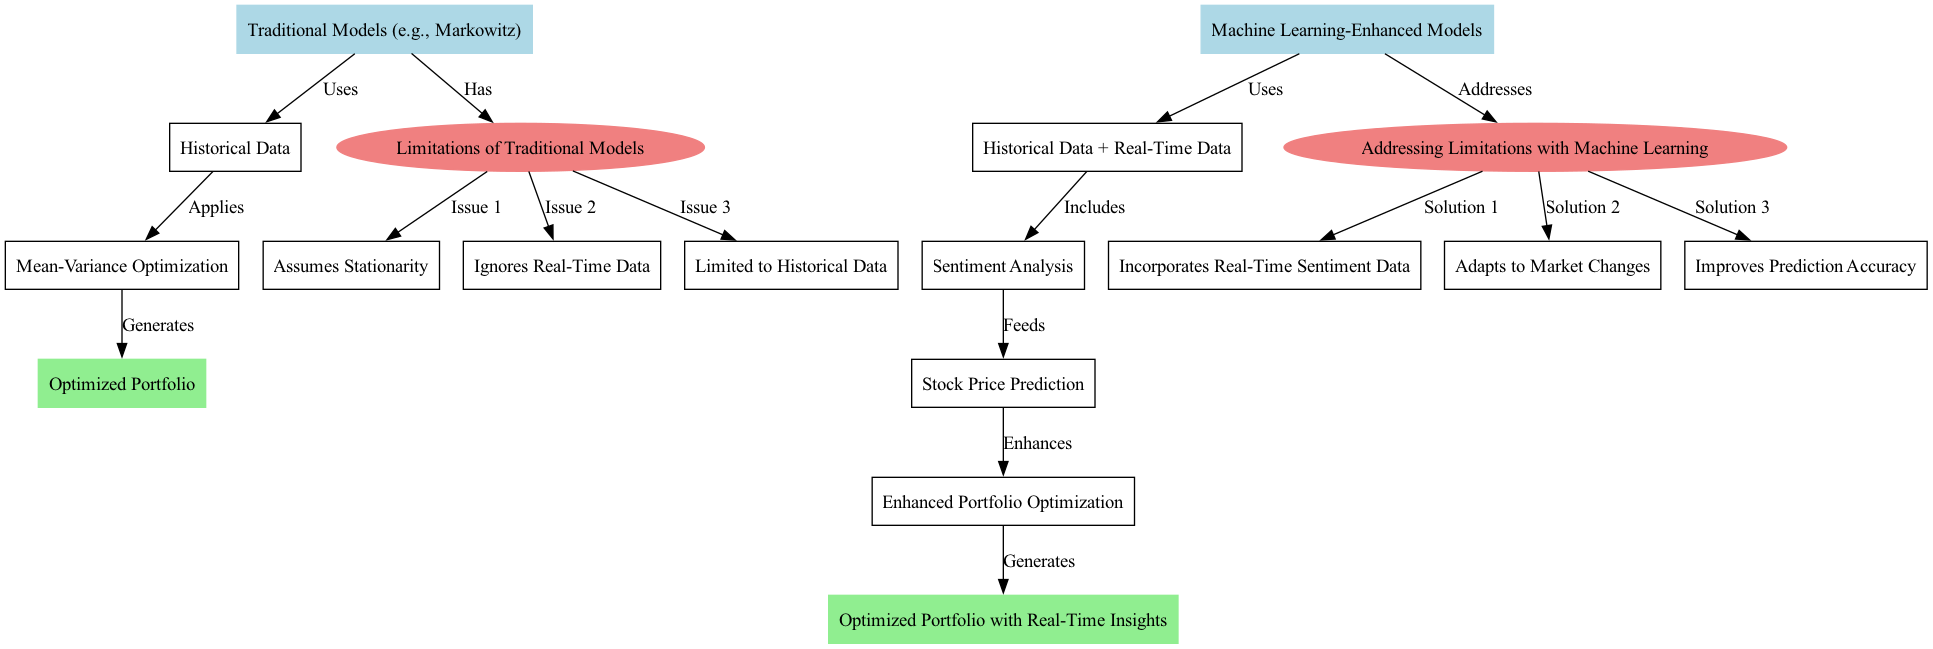 Traditional Models (e.g., Markowitz)
Machine Learning-Enhanced Models
Uses
Has
Uses
Addresses
Historical Data
Limitations of Traditional Models
Historical Data + Real-Time Data
Addressing Limitations with Machine Learning
Applies
Issue 1
Issue 2
Issue 3
Includes
Solution 1
Solution 2
Solution 3
Mean-Variance Optimization
Assumes Stationarity
Ignores Real-Time Data
Limited to Historical Data
Sentiment Analysis
Incorporates Real-Time Sentiment Data
Adapts to Market Changes
Improves Prediction Accuracy
Generates
Feeds
Optimized Portfolio
Stock Price Prediction
Enhances
Enhanced Portfolio Optimization
Generates
Optimized Portfolio with Real-Time Insights